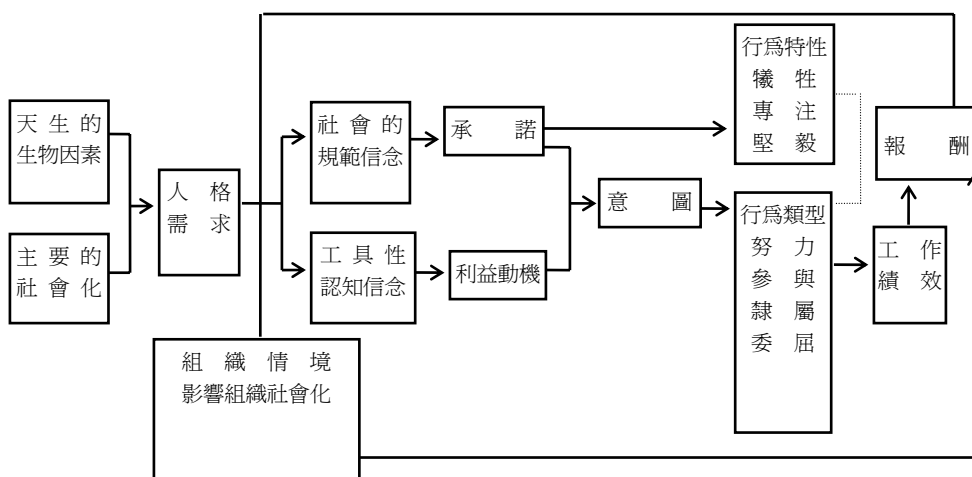 天生的
生物因素
主要的
社會化
人格
需求
社會的
規範信念
工具性
認知信念
承諾
利益動機
意圖
行為特性
犧牲
專注
堅毅
行為類型
努力
參與
隸屬
委屈
報酬
工作
績效
組織情境
影響組織社會化